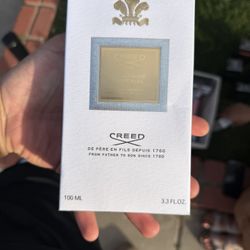 CREED
DE PÈRE EN FILS DEPUIS 1760
FROM FATHER TO SON SINCE 1760
100 ML 3.3 FL.OZ.